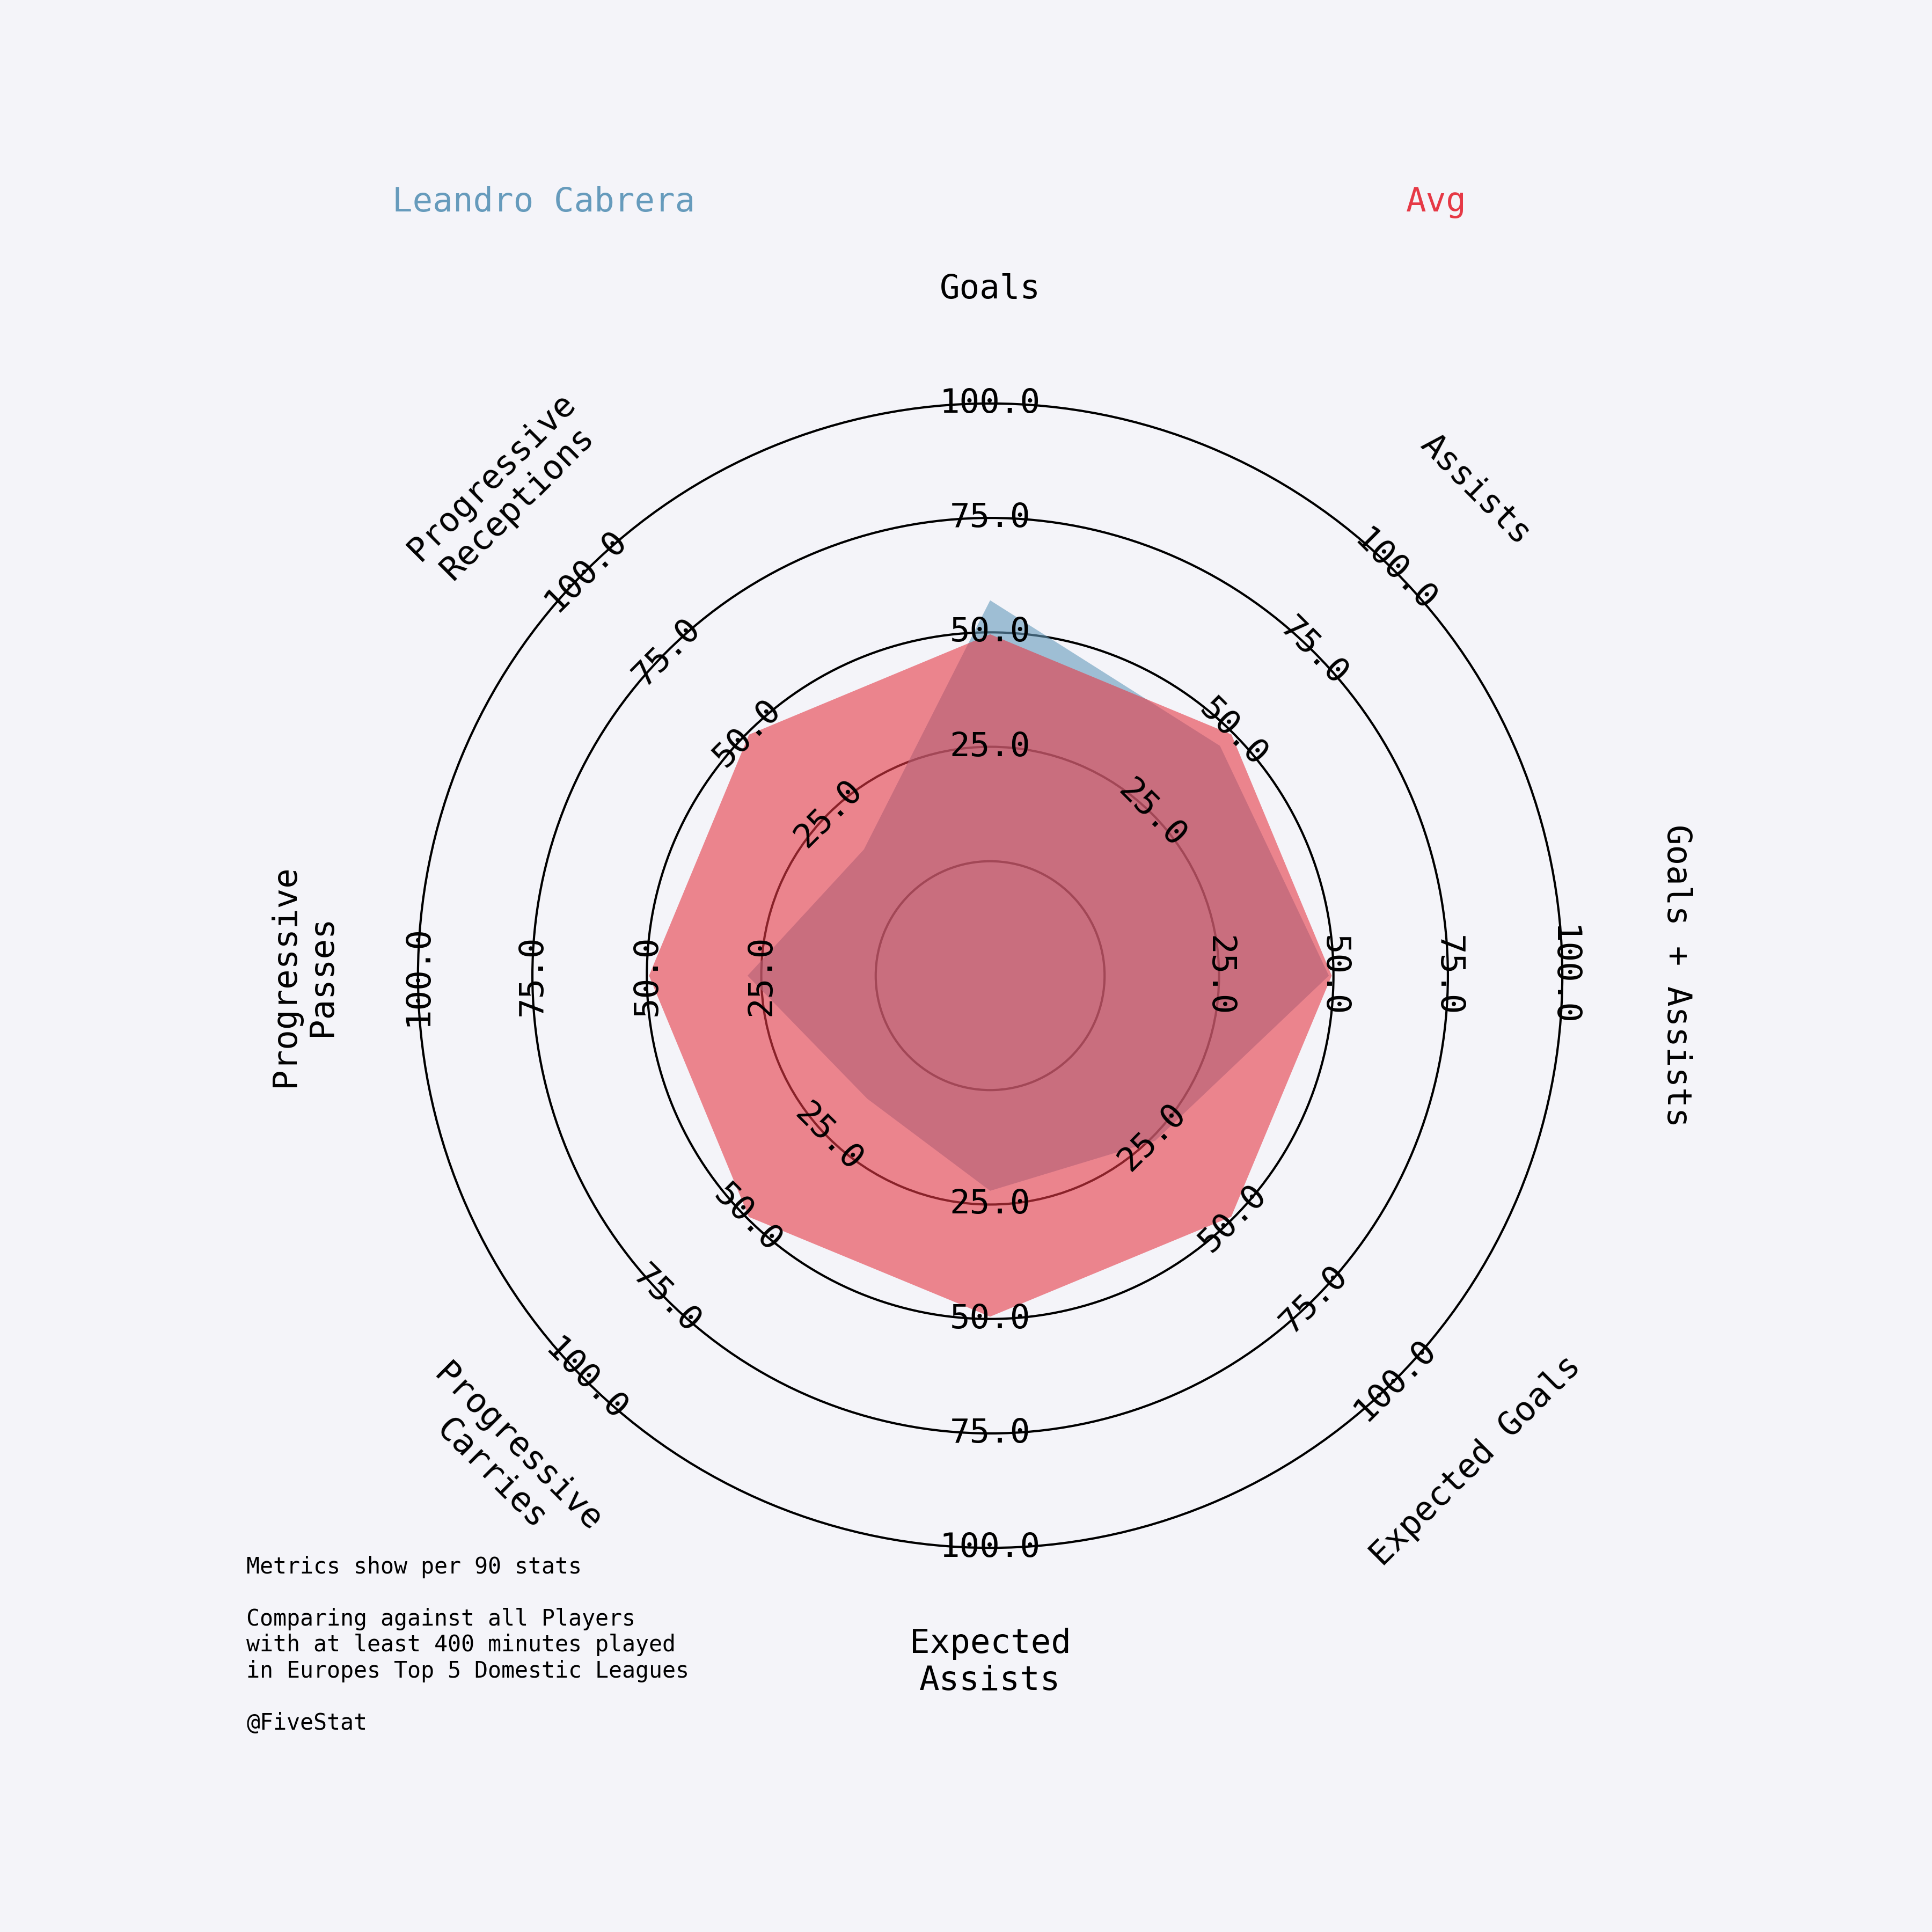 Leandro Cabrera
Avg
Goals
Assists
Goals + Assists
Expected Goals
Expected
Assists
Progressive
Carries
Progressive
Passes
Progressive
Receptions
25.0
50.0
75.0
100.0
25.0
50.0
75.0
100.0
25.0
50.0
75.0
100.0
25.0
50.0
75.0
100.0
25.0
50.0
75.0
100.0
25.0
50.0
75.0
100.0
25.0
50.0
75.0
100.0
25.0
50.0
75.0
100.0
Metrics show per 90 stats
Comparing against all Players
with at least 400 minutes played
in Europes Top 5 Domestic Leagues
@FiveStat